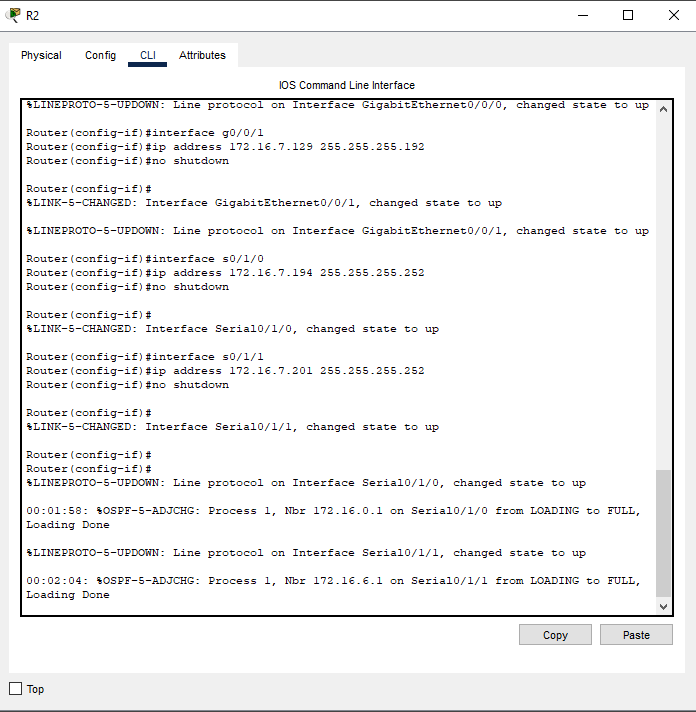 R2
Physical Config CLI Attributes
IOS Command Line Interface
%LINEPROTO-5-UPDOWN: Line protocol on Interface GigabitEthernet0/0/0, changed state to up
Router(config-if)#interface g0/0/1
Router(config-if)#ip address 172.16.7.129 255.255.255.192
Router(config-if)#no shutdown
Router(config-if)#
%LINK-5-CHANGED: Interface GigabitEthernet0/0/1, changed state to up
%LINEPROTO-5-UPDOWN: Line protocol on Interface GigabitEthernet0/0/1, changed state to up
Router(config-if)#interface s0/1/0
Router(config-if)#ip address 172.16.7.194 255.255.255.252
Router(config-if)#no shutdown
Router(config-if)#
%LINK-5-CHANGED: Interface Serial0/1/0, changed state to up
Router(config-if)#interface s0/1/1
Router(config-if)#ip address 172.16.7.201 255.255.255.252
Router(config-if)#no shutdown
Router(config-if)#
%LINK-5-CHANGED: Interface Serial0/1/1, changed state to up
Router(config-if)#
Router(config-if)#
%LINEPROTO-5-UPDOWN: Line protocol on Interface Serial0/1/0, changed state to up
00:01:58: %OSPF-5-ADJCHG: Process 1, Nbr 172.16.0.1 on Serial0/1/0 from LOADING to FULL,
Loading Done
%LINEPROTO-5-UPDOWN: Line protocol on Interface Serial0/1/1, changed state to up
00:02:04: %OSPF-5-ADJCHG: Process 1, Nbr 172.16.6.1 on Serial0/1/1 from LOADING to FULL,
Loading Done
Copy Paste
Top